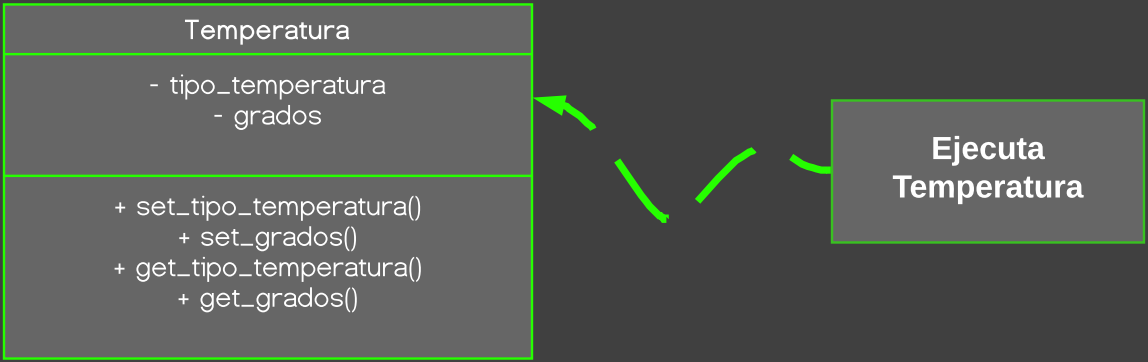 Temperatura
- tipo_temperatura
- grados
+ set_tipo_temperatura()
+ set_grados()
+ get_tipo_temperatura()
+ get_grados()
Ejecuta
Temperatura